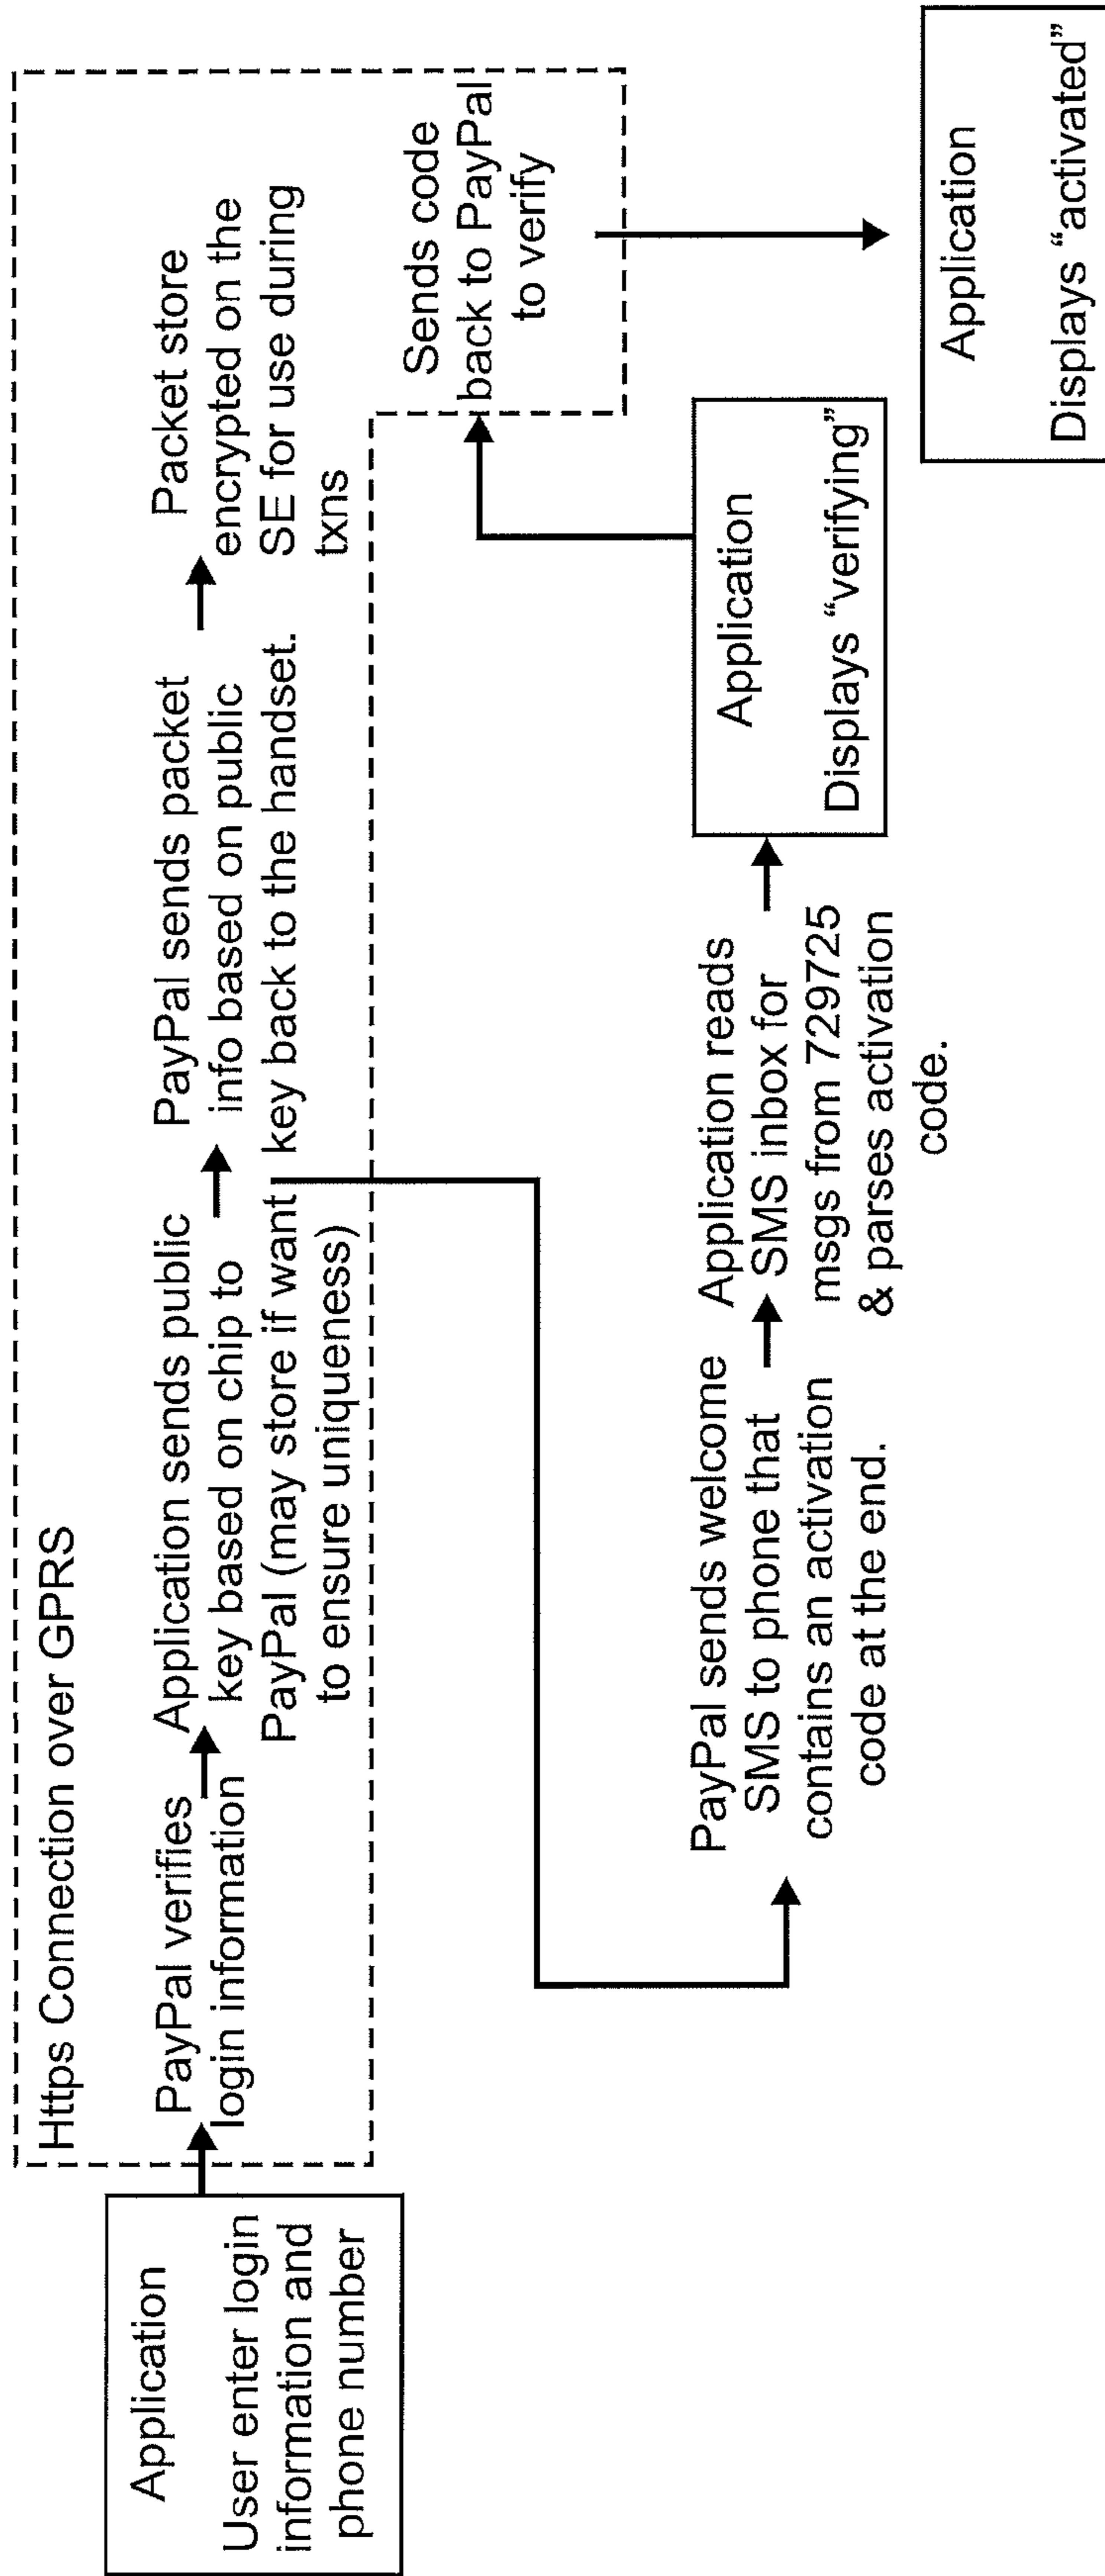 Https Connection over GPRS
Application
User enter login
information and
phone number
PayPal verifies
login information
Application sends public
key based on chip to
PayPal (may store if want
to ensure uniqueness)
PayPal sends packet
info based on public
key back to the handset.
Packet store
encrypted on the
SE for use during
txns
PayPal sends welcome
SMS to phone that
contains an activation
code at the end.
Application reads
SMS inbox for
msgs from 729725
& parses activation
code.
Application
Displays “verifying”
Sends code
back to PayPal
to verify
Application
Displays “activated”